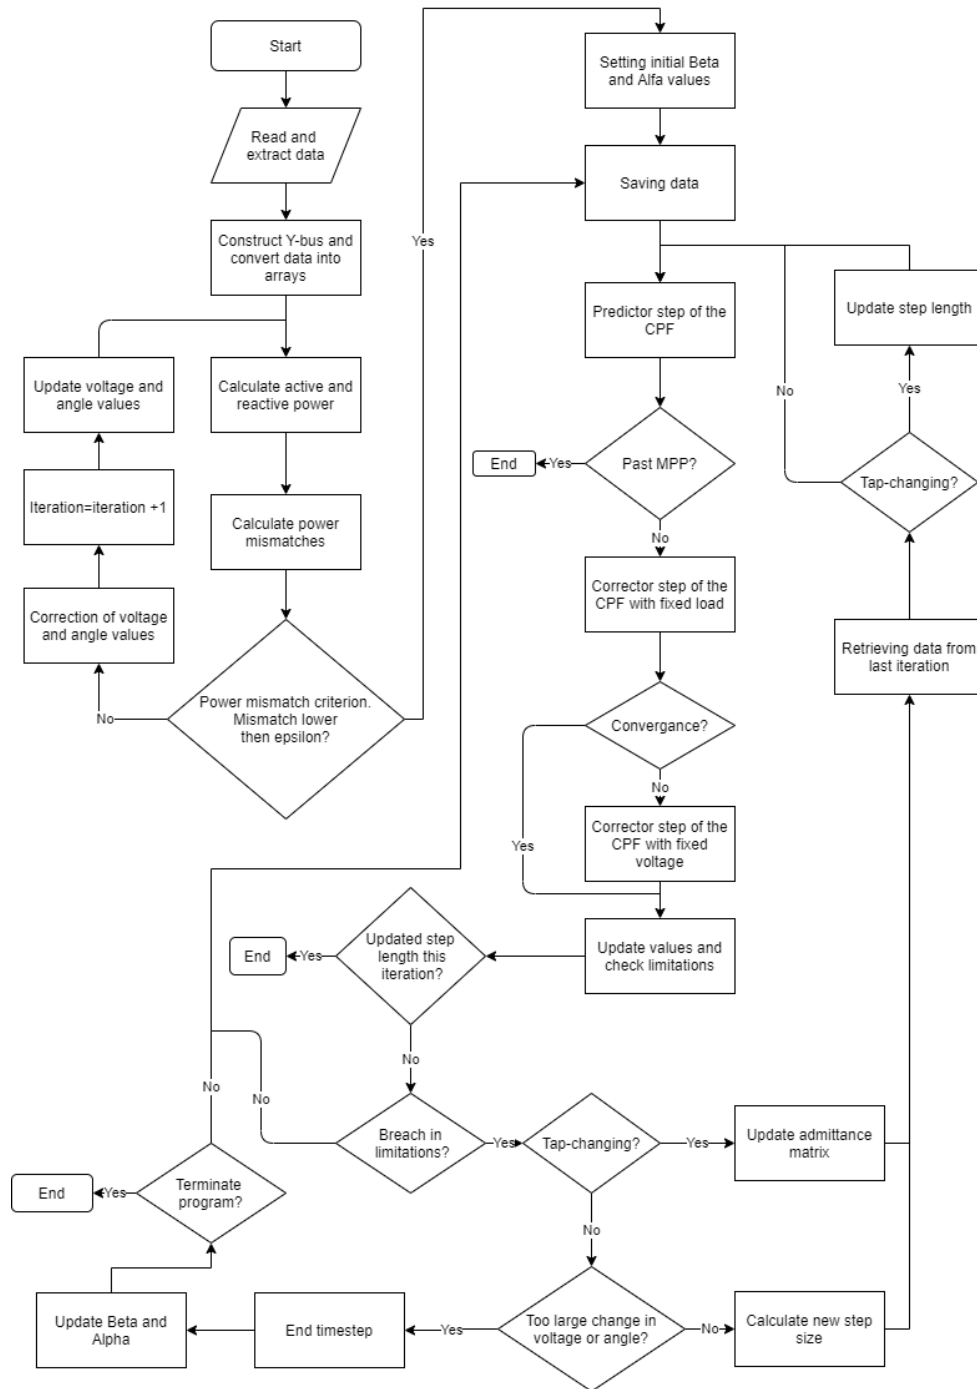 Start
Read and
extract data
Construct Y-bus and
convert data into
arrays
Update voltage and
angle values
Calculate active and
reactive power
Iteration=iteration +1
Calculate power
mismatches
Correction of voltage
and angle values
No
Power mismatch criterion.
Mismatch lower
then epsilon?
Yes
Setting initial Beta
and Alfa values
Saving data
Predictor step of the
CPF
Update step length
No
Yes
End
Yes
Past MPP?
Tap-changing?
No
Corrector step of the
CPF with fixed load
Retrieving data from
last iteration
Convergance?
No
Yes
Corrector step of the
CPF with fixed
voltage
End
Yes
Updated step
length this
iteration?
Update values and
check limitations
No
No
No
Breach in
limitations?
Yes
Tap-changing?
Yes
Update admittance
matrix
End
Yes
Terminate
program?
No
Update Beta and
Alpha
End timestep
Yes
Too large change in
voltage or angle?
No
Calculate new step
size